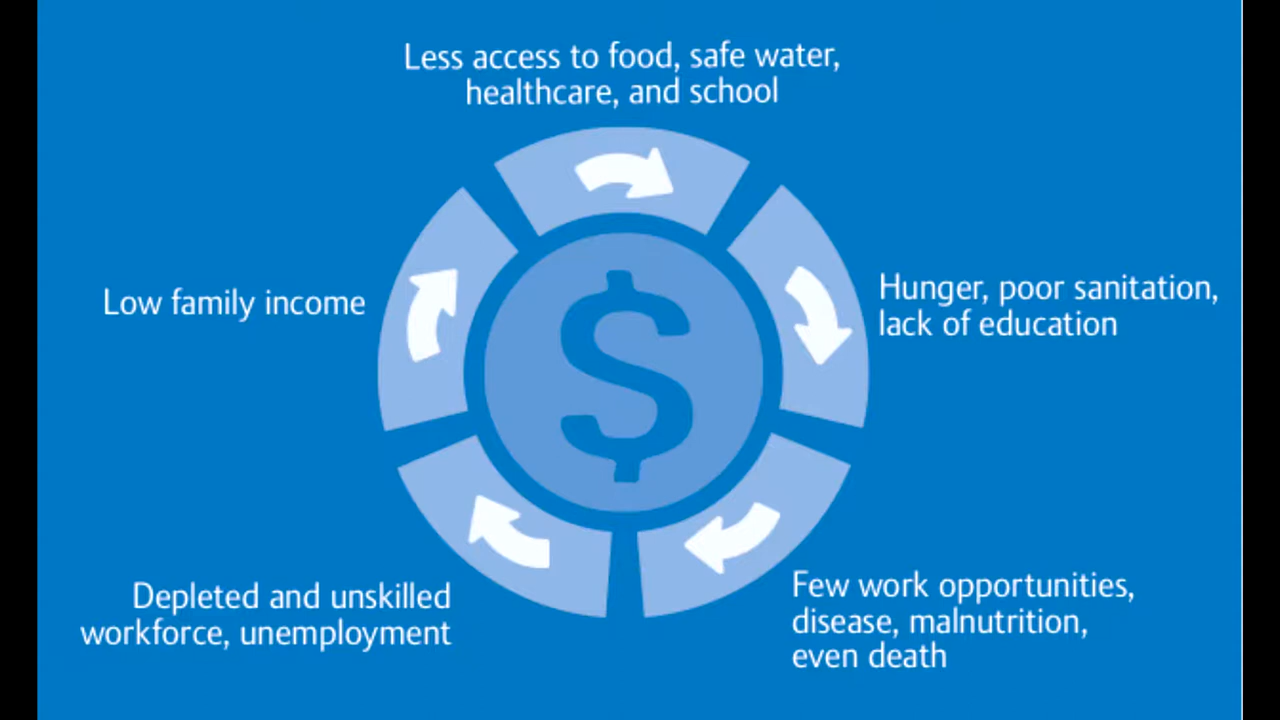 Less access to food, safe water,
healthcare, and school
Hunger, poor sanitation,
lack of education
Few work opportunities,
disease, malnutrition,
even death
Depleted and unskilled
workforce, unemployment
Low family income
$